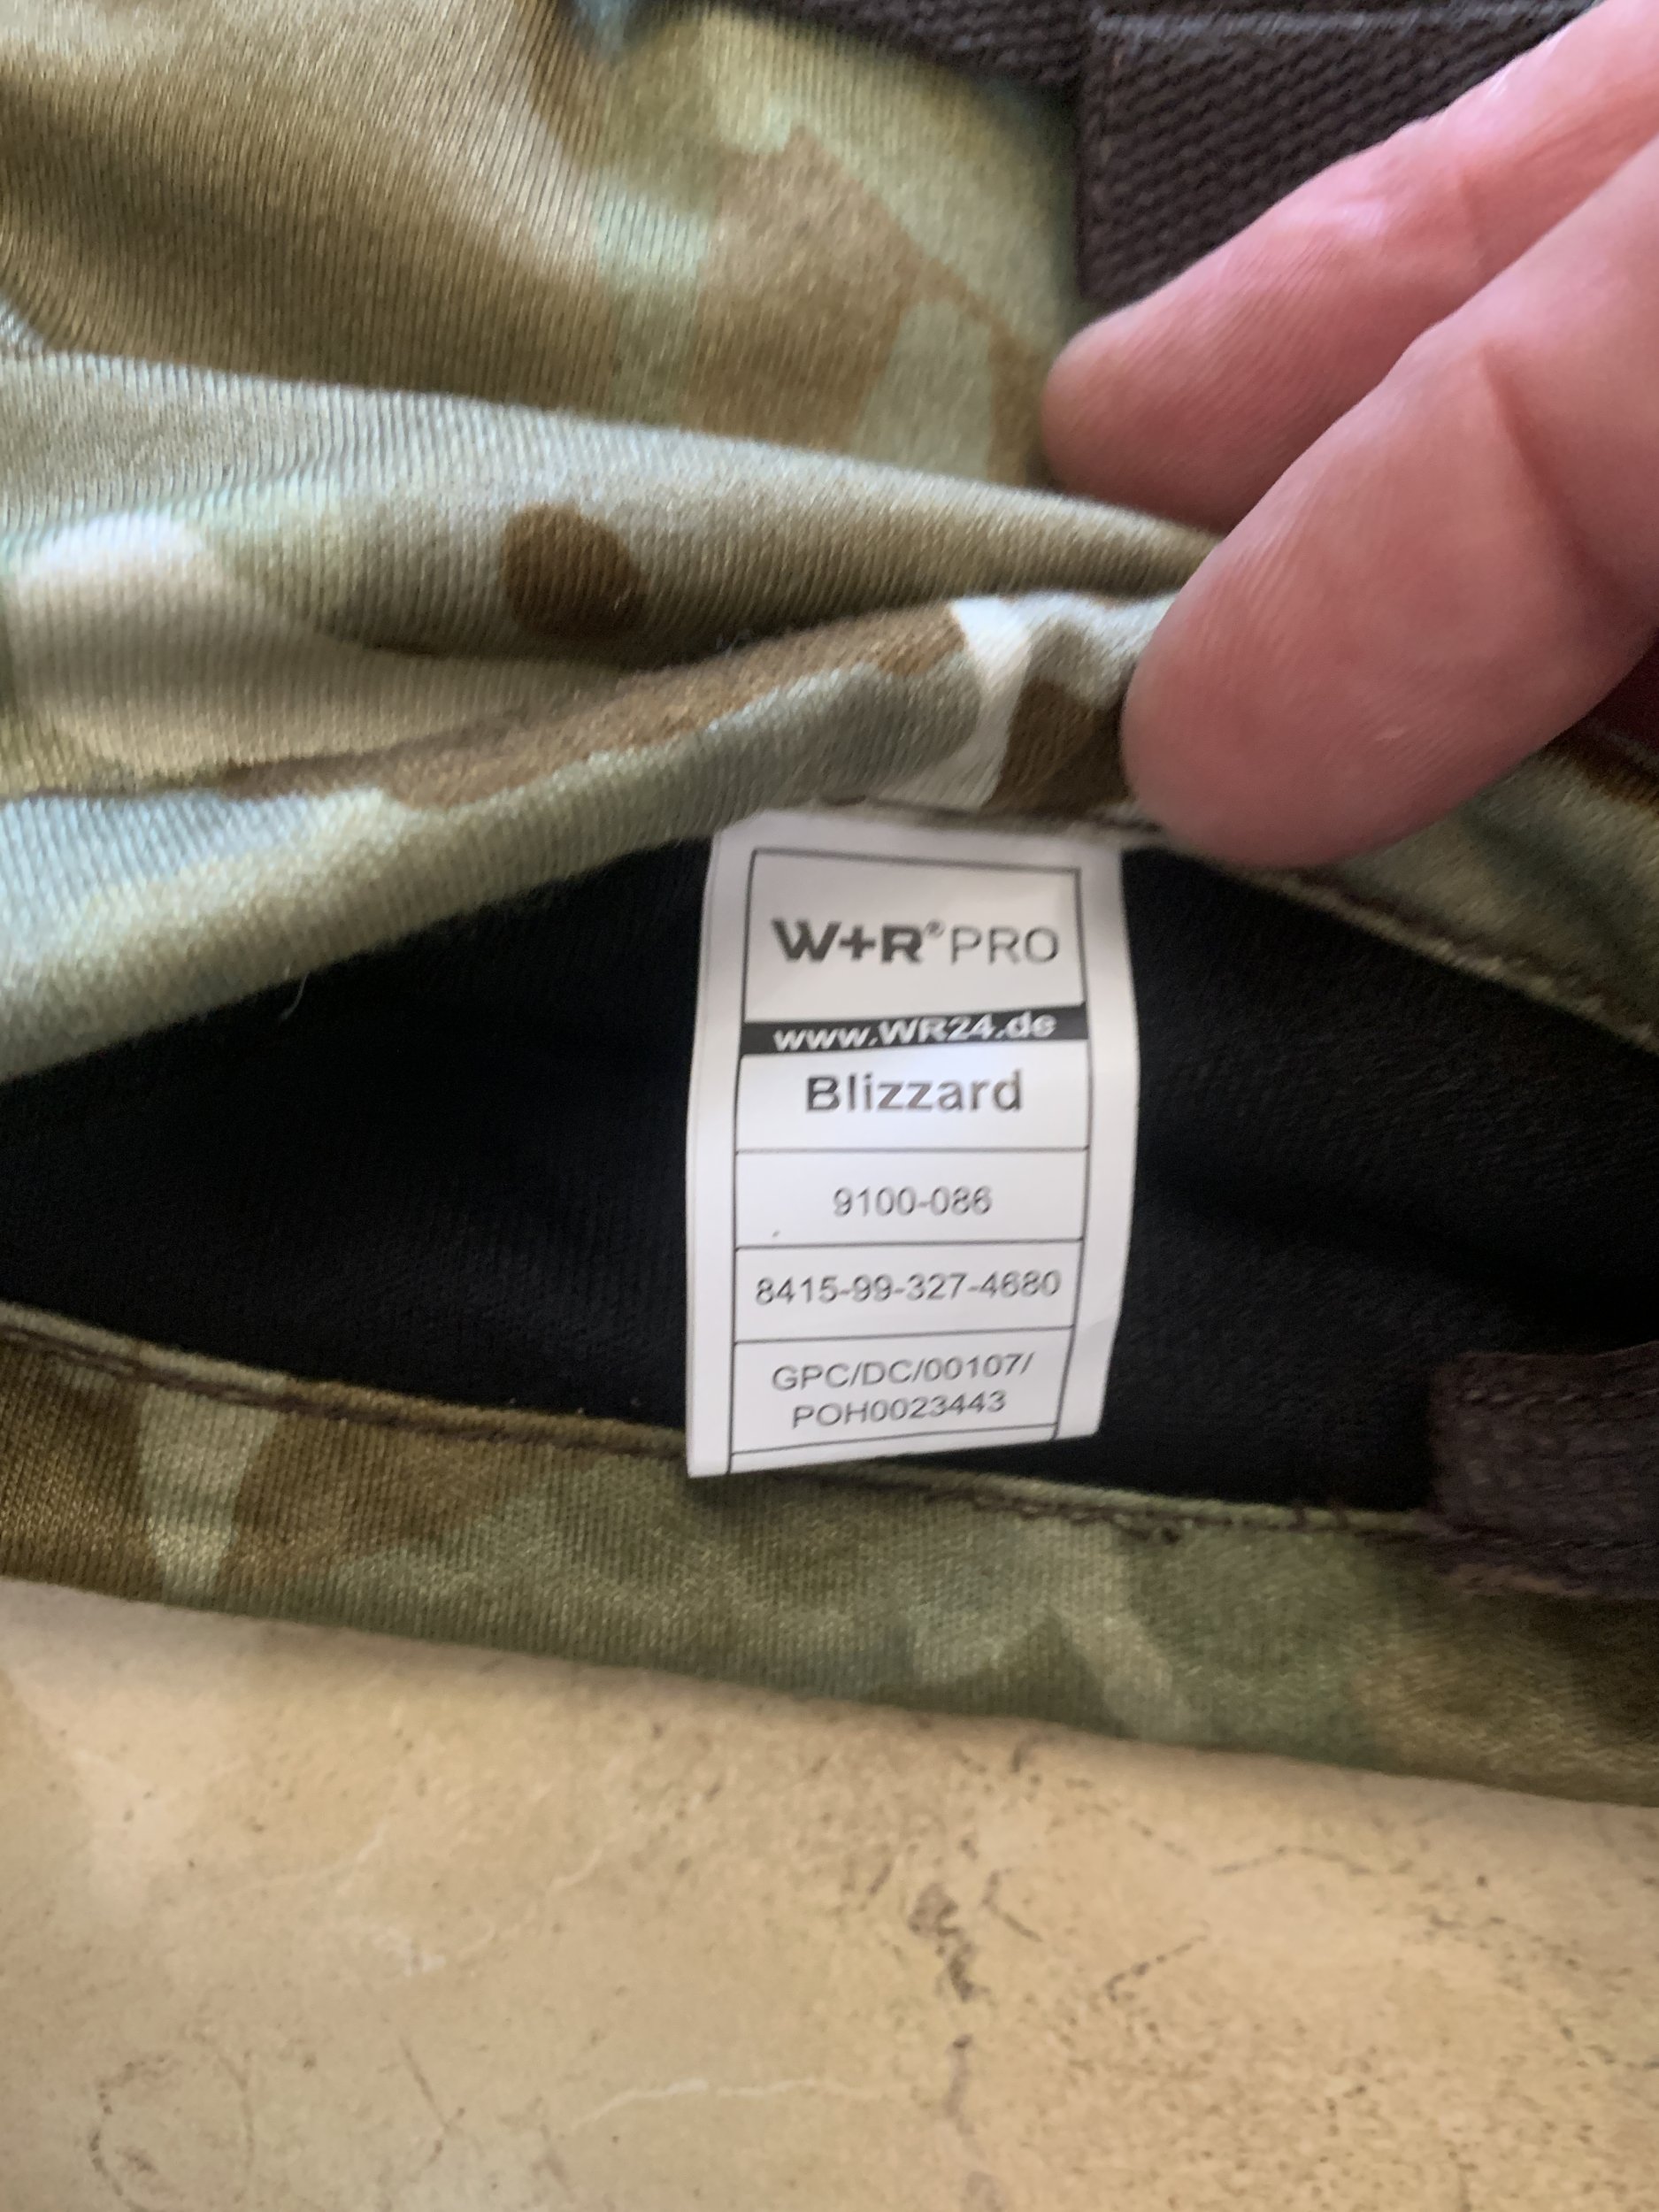 W+R® PRO
www.WR24.de
Blizzard
9100-086
8415-99-327-4680
GPC/DC/00107/
POH0023443